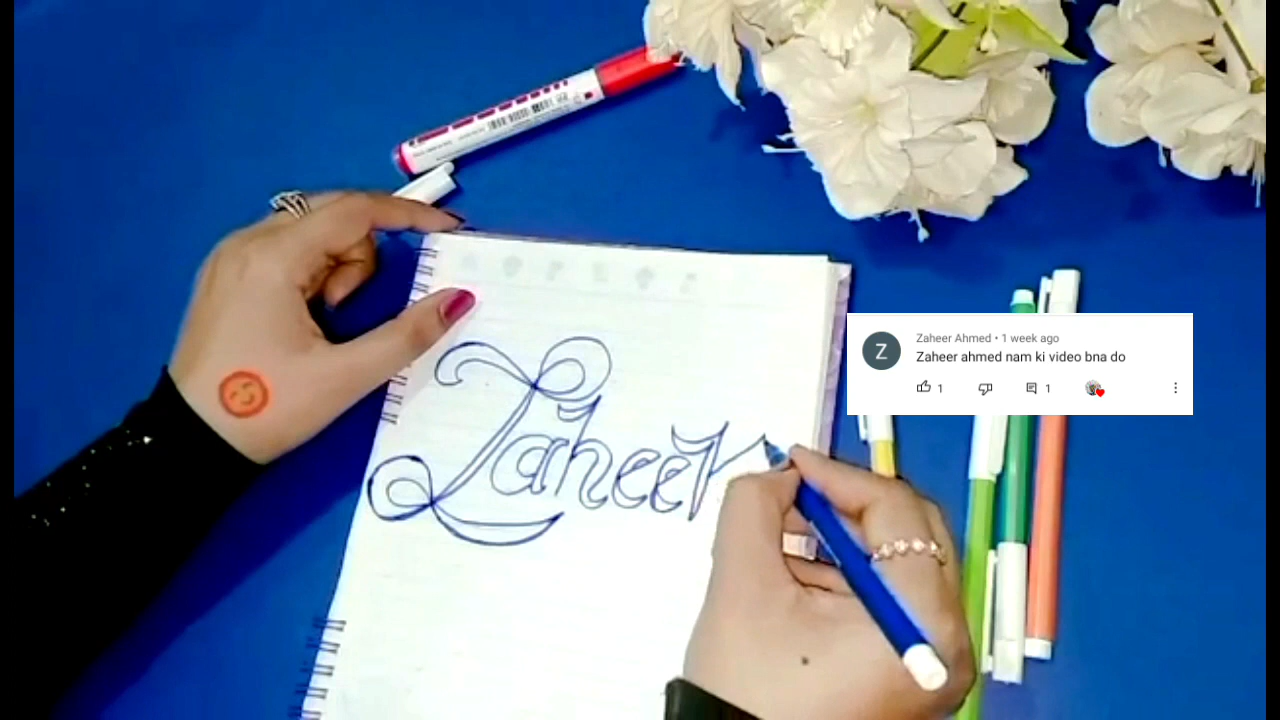 Zaheer
Zaheer Ahmed • 1 week ago
Zaheer ahmed nam ki video bna do
1
1
Z